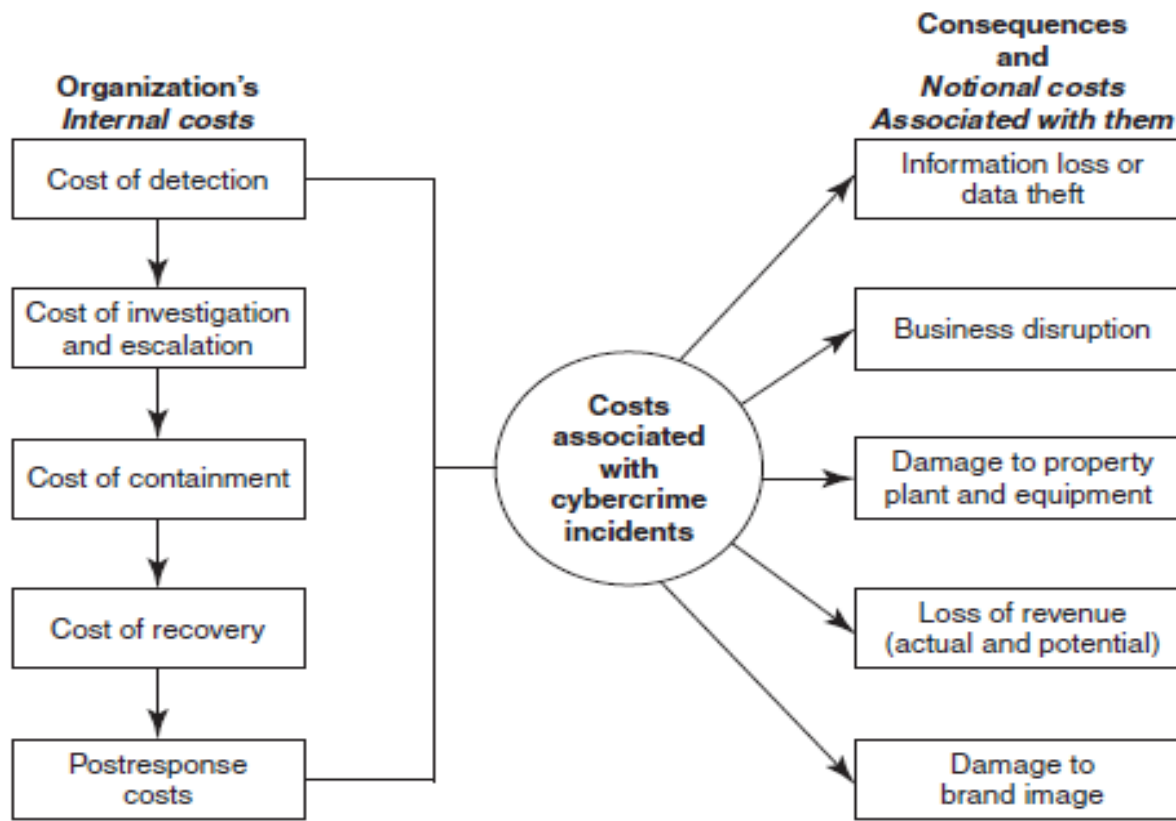 Organization's
Internal costs
Cost of detection
Cost of investigation
and escalation
Cost of containment
Cost of recovery
Postresponse
costs
Costs
associated
with
cybercrime
incidents
Consequences
and
Notional costs
Associated with them
Information loss or
data theft
Business disruption
Damage to property
plant and equipment
Loss of revenue
(actual and potential)
Damage to
brand image